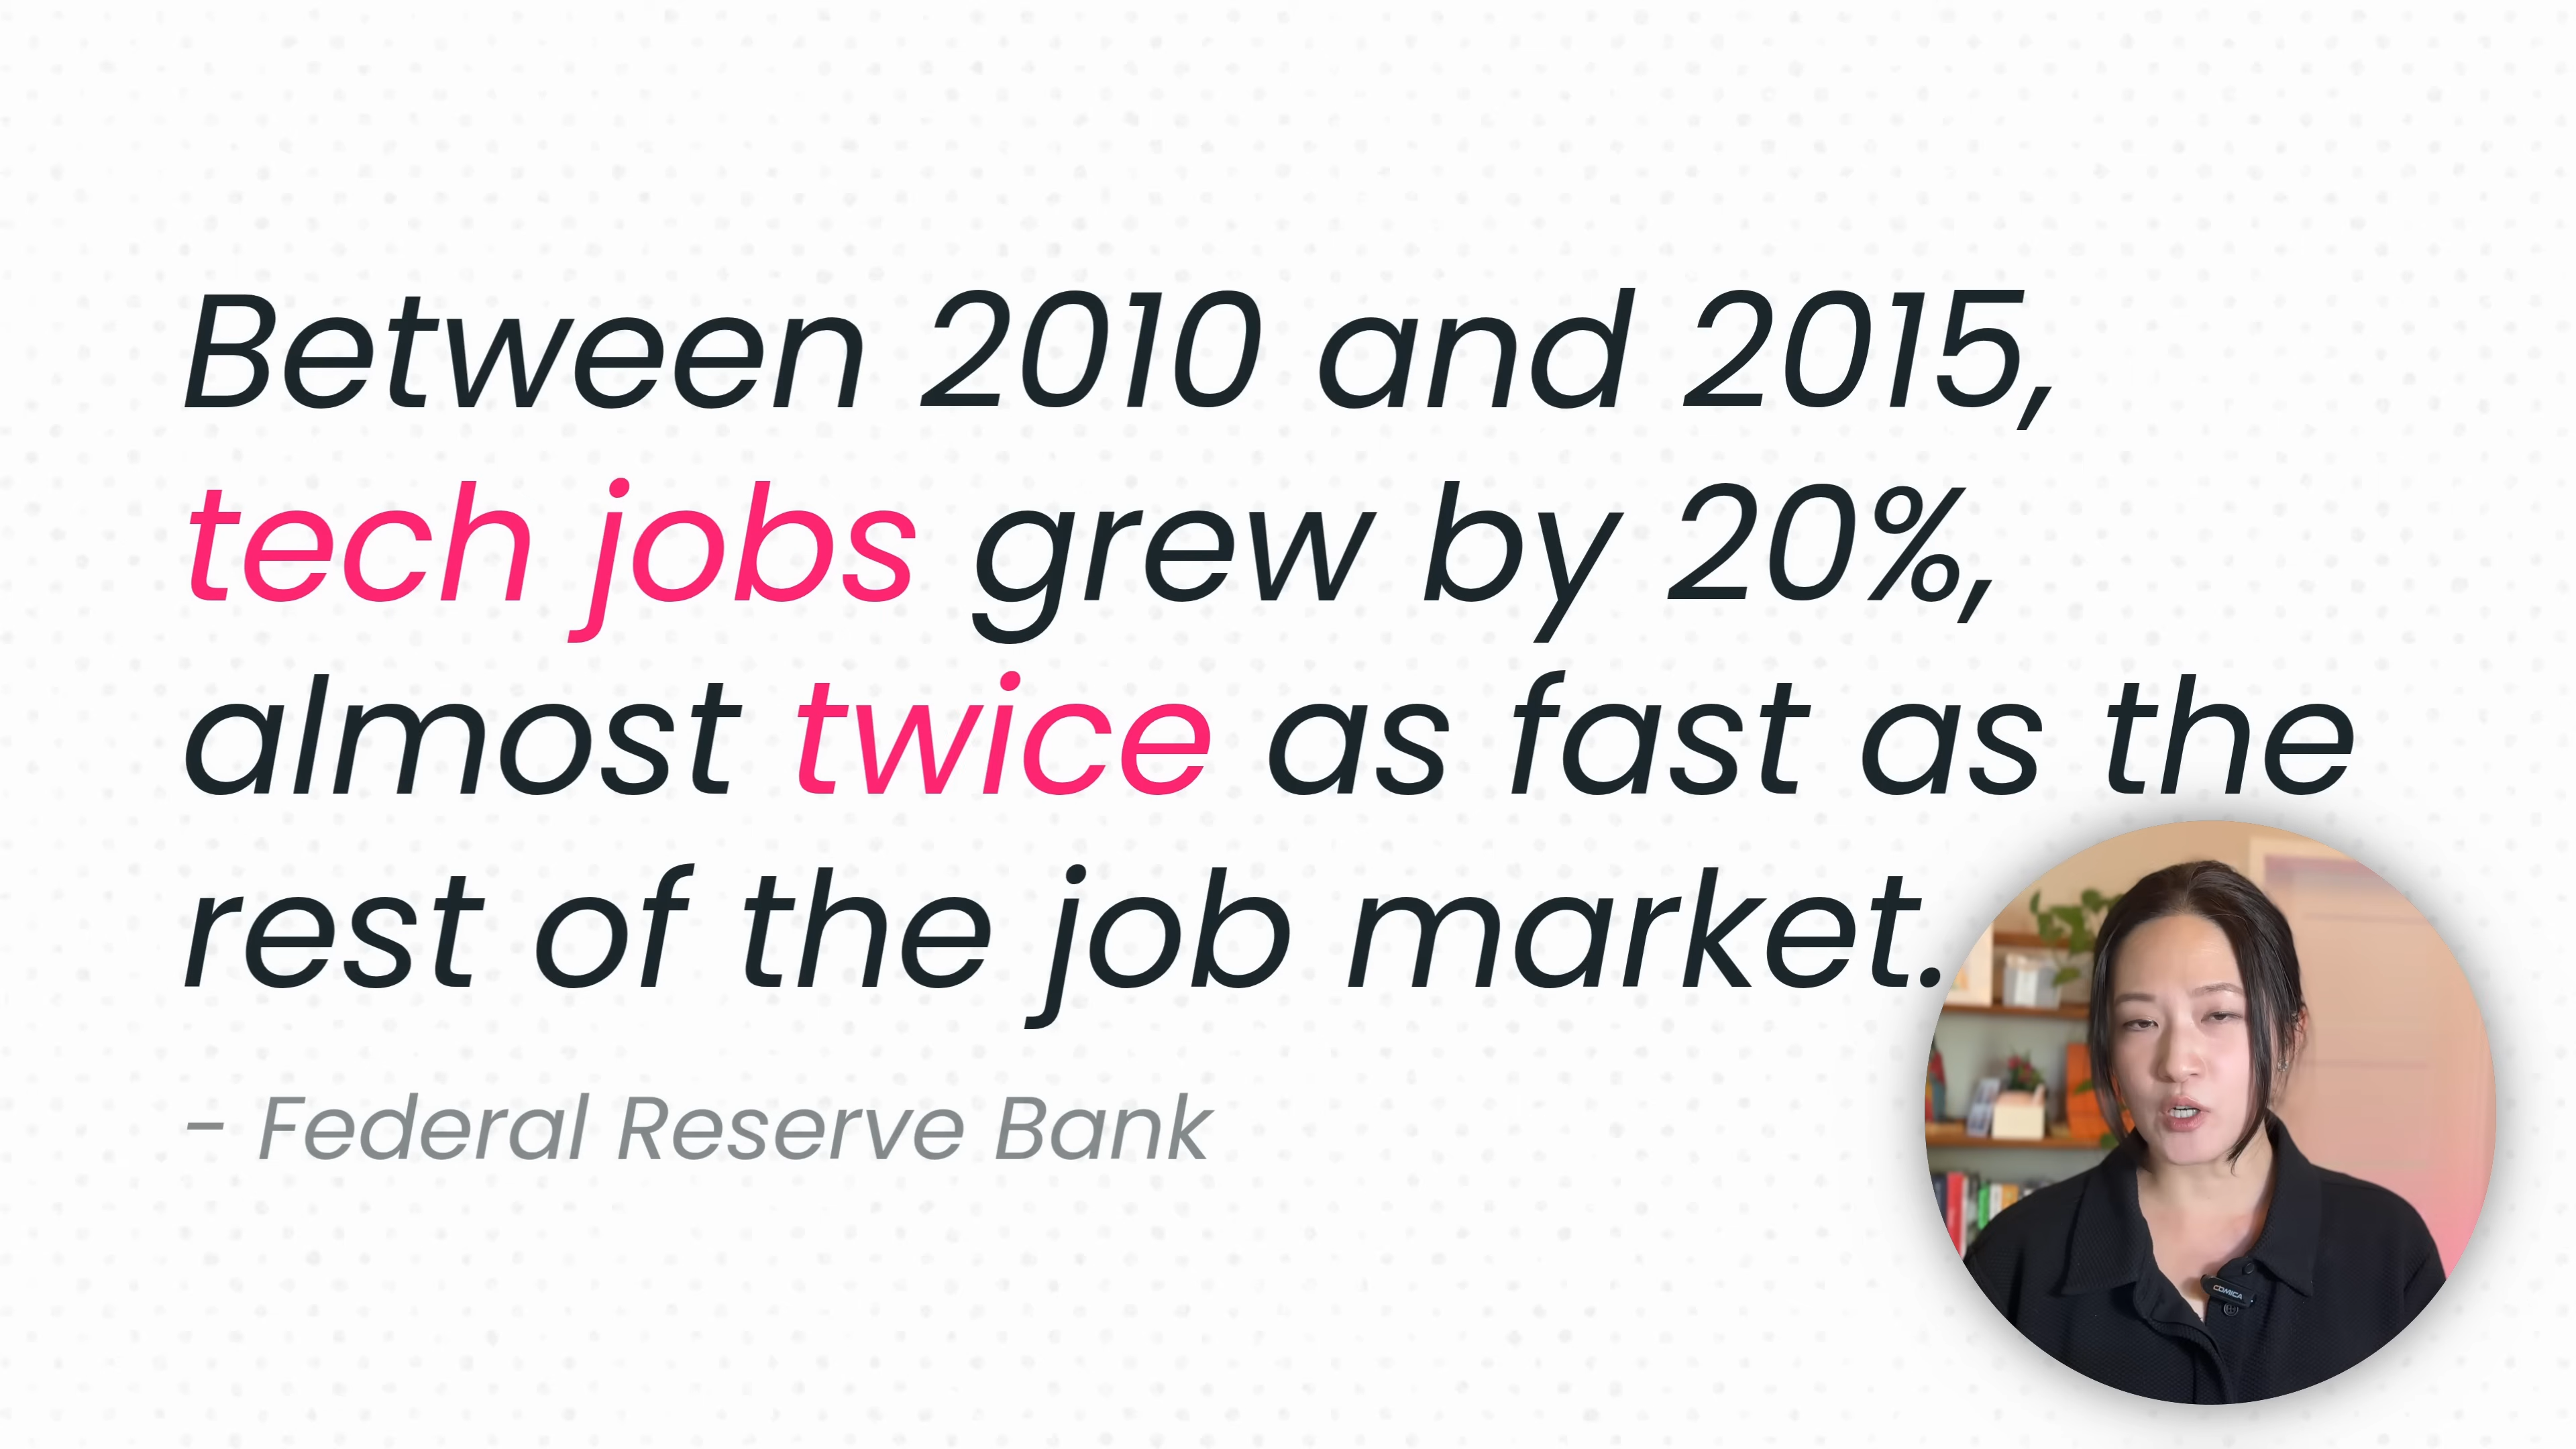 Between 2010 and 2015,
tech jobs grew by 20%,
almost twice as fast as the
rest of the job market.
– Federal Reserve Bank
COMICA